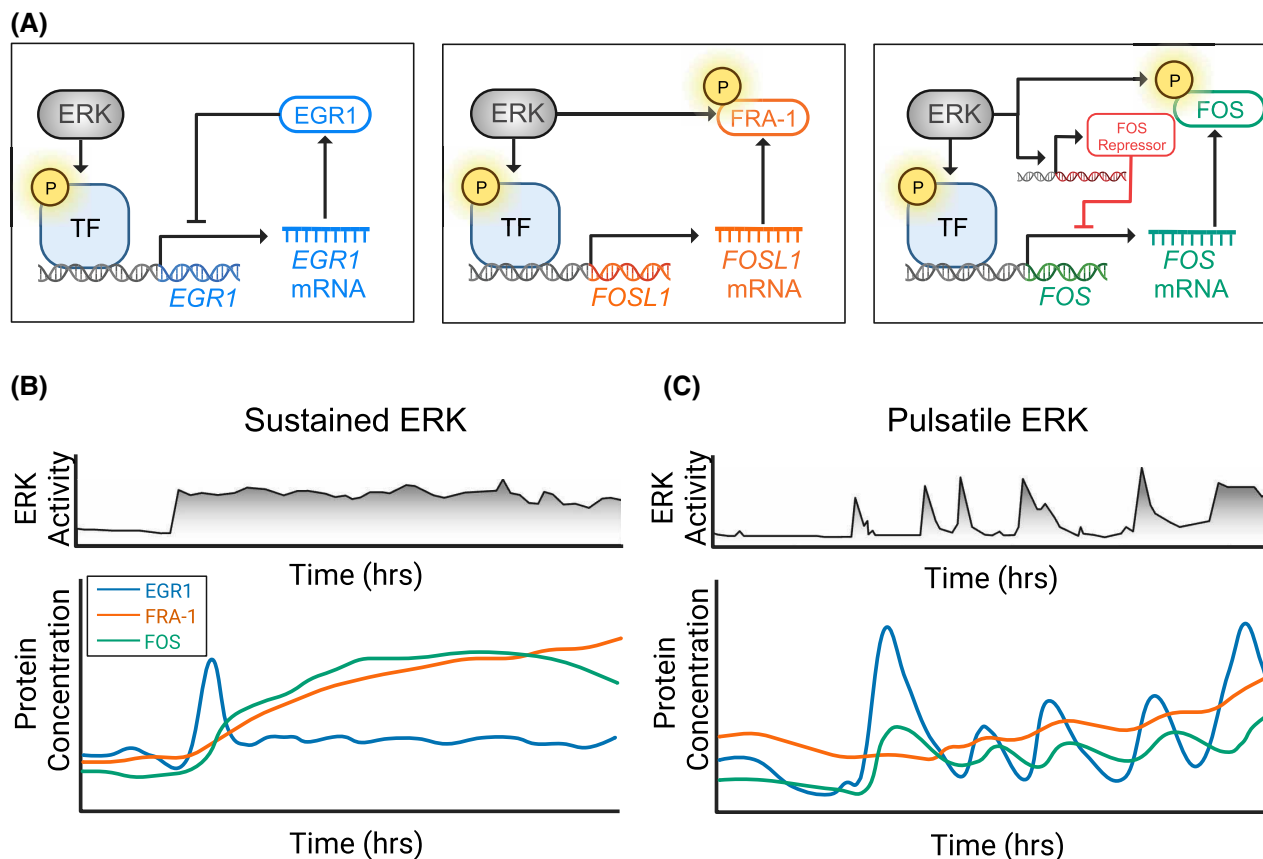 (A)
ERK
P
TF
EGR1
EGR1
mRNA
EGR1
ERK
P
TF
FOSL1
P
FRA-1
FOSL1
mRNA
ERK
P
TF
FOS
FOS
Repressor
P
FOS
FOS
mRNA
(B)
Sustained ERK
ERK
Activity
Time (hrs)
EGR1
FRA-1
FOS
Protein
Concentration
Time (hrs)
(C)
Pulsatile ERK
ERK
Activity
Time (hrs)
Protein
Concentration
Time (hrs)